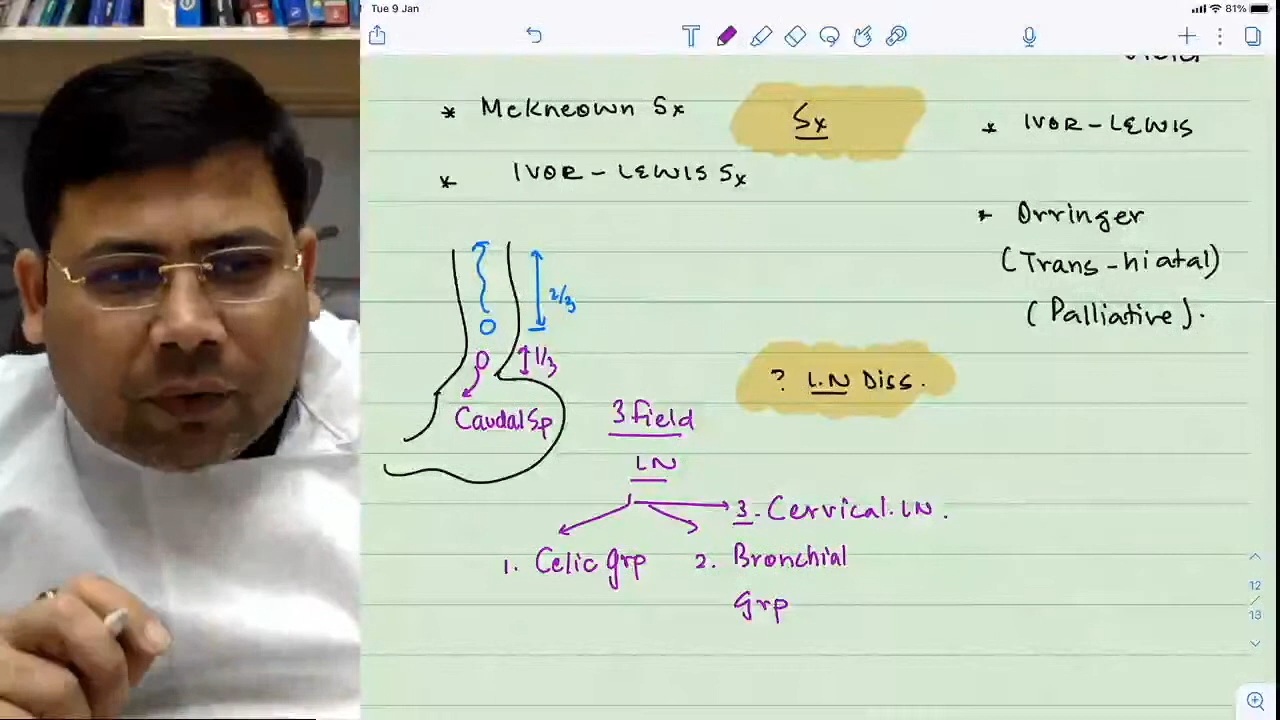 Tue 9 Jan
81%
* McKneown Sx
Sx
* IVOR-LEWIS
* IVOR-LEWIS Sx
* Orringer
(Trans-hiatal)
(Palliative).
2/3
1/3
? LN Diss.
Caudal Sp
3 field
LN
3. Cervical. LN.
1. Celic grp
2. Bronchial
grp
12
13